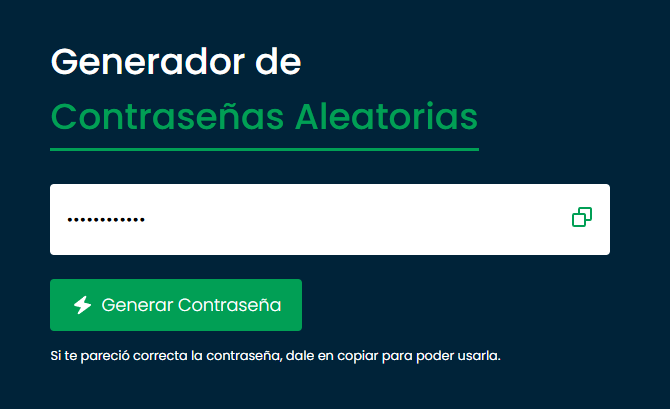 Generador de
Contraseñas Aleatorias
••••••••••••
Generar Contraseña
Si te pareció correcta la contraseña, dale en copiar para poder usarla.